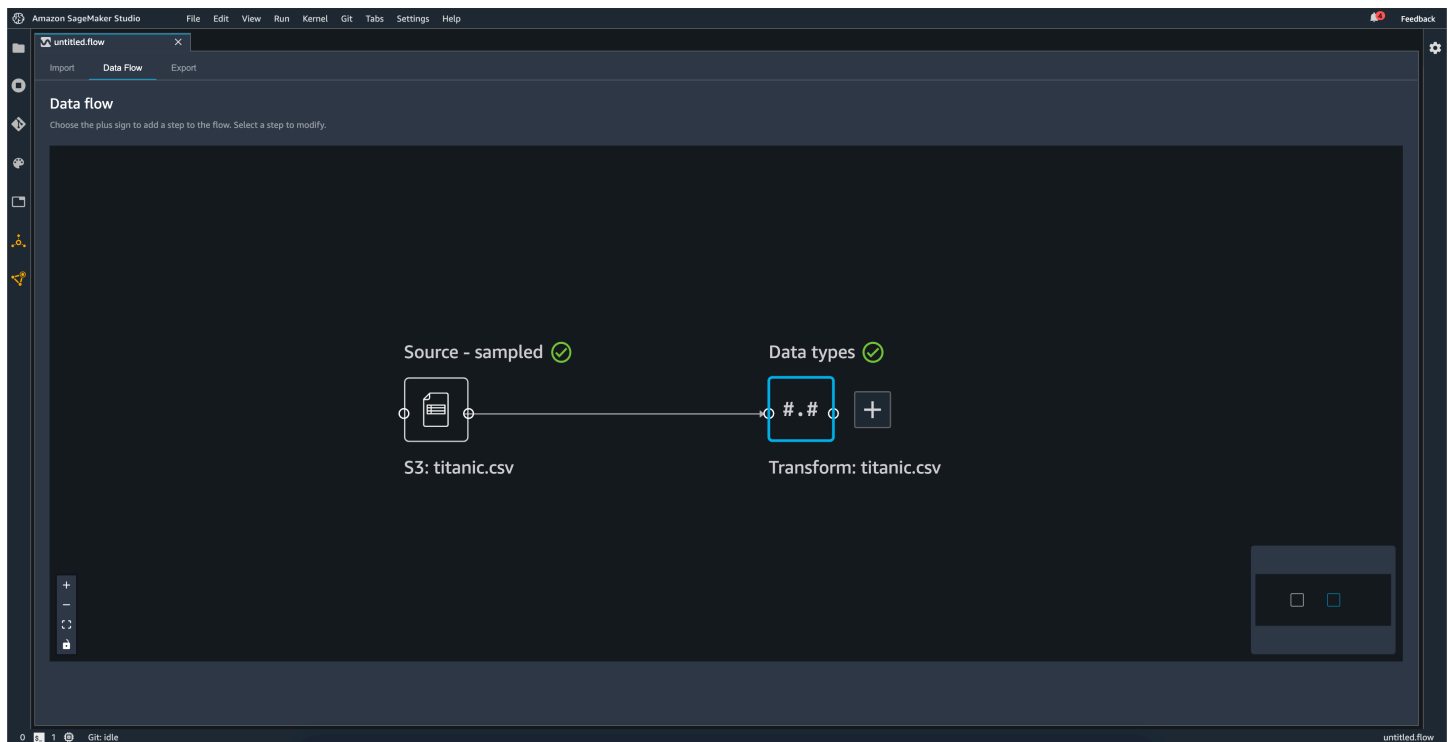 Amazon SageMaker Studio File Edit View Run Kernel Git Tabs Settings Help 4 Feedback
untitled.flow
Import Data Flow Export
Data flow
Choose the plus sign to add a step to the flow. Select a step to modify.
Source - sampled Data types
#.#
S3: titanic.csv Transform: titanic.csv
0 $_ 1 Git: idle untitled.flow